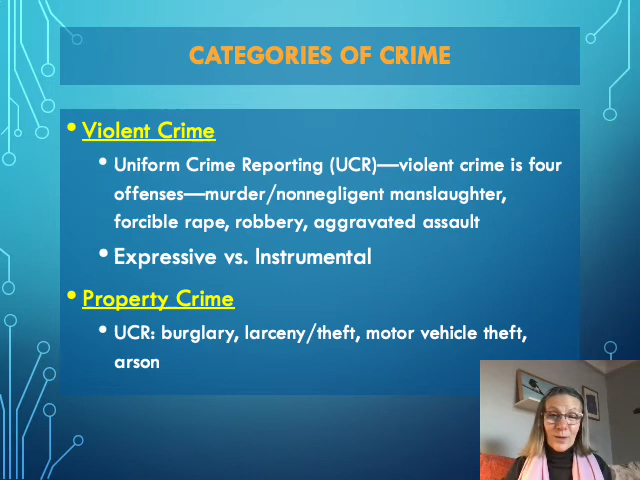 CATEGORIES OF CRIME
• Violent Crime
• Uniform Crime Reporting (UCR)—violent crime is four
offenses—murder/nonnegligent manslaughter,
forcible rape, robbery, aggravated assault
• Expressive vs. Instrumental
• Property Crime
• UCR: burglary, larceny/theft, motor vehicle theft,
arson